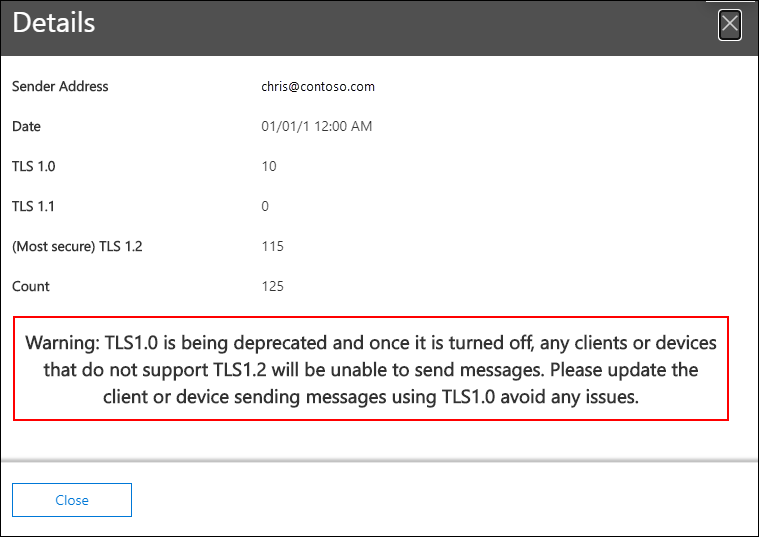 Details
Sender Address chris@contoso.com
Date 01/01/1 12:00 AM
TLS 1.0 10
TLS 1.1 0
(Most secure) TLS 1.2 115
Count 125
Warning: TLS1.0 is being deprecated and once it is turned off, any clients or devices
that do not support TLS1.2 will be unable to send messages. Please update the
client or device sending messages using TLS1.0 avoid any issues.
Close